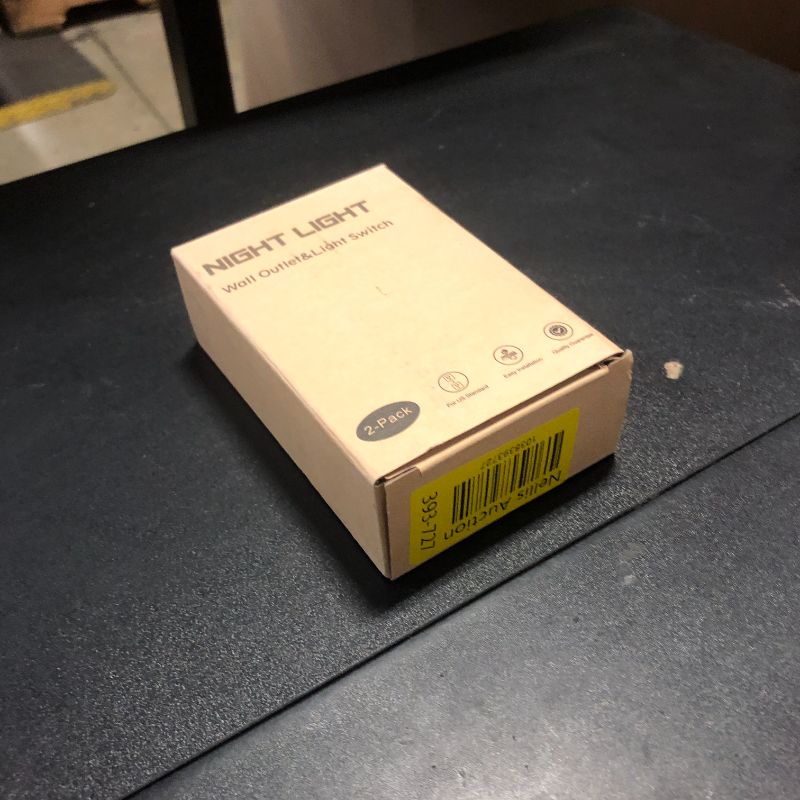 NIGHT LIGHT
Wall Outlet&Light Switch
For US Standard
Easy Installation
Quality Guarantee
2-Pack
Nellis Auction
1038393727
393-727